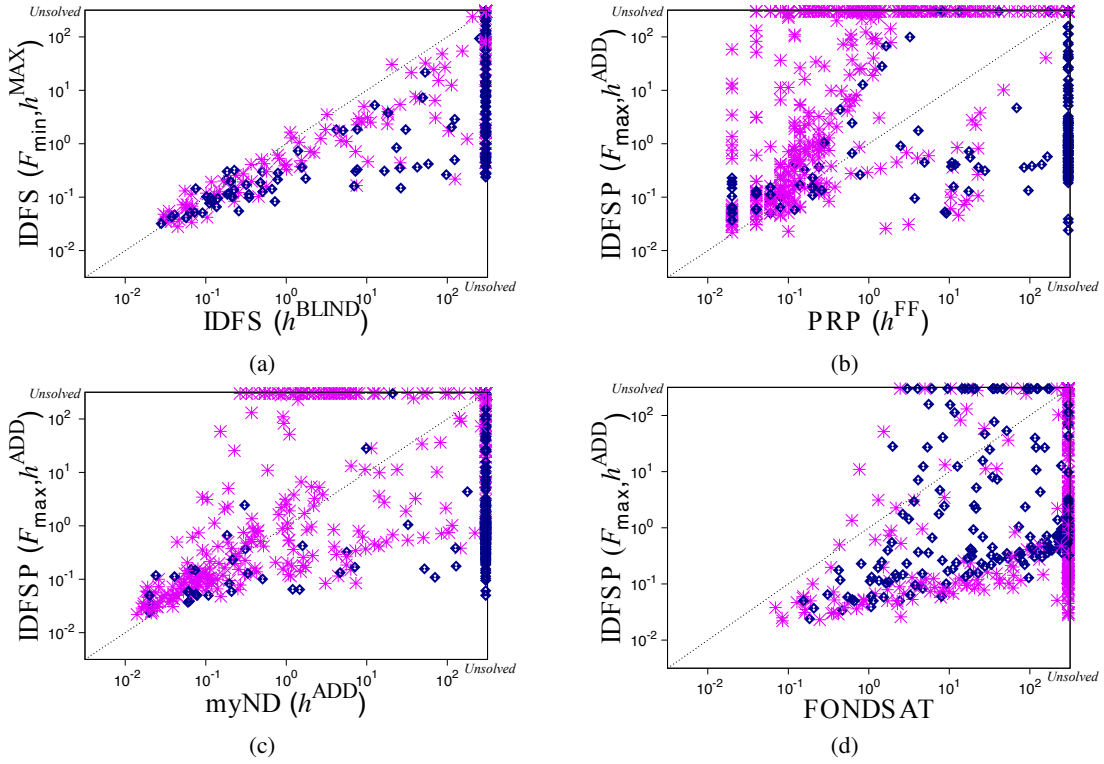 Unsolved
10^2
10^1
10^0
10^-1
10^-2
IDFS (F_min, h^MAX)
10^-2 10^-1 10^0 10^1 10^2 Unsolved
IDFS (h^BLIND)
(a)
Unsolved
10^2
10^1
10^0
10^-1
10^-2
IDFSP (F_max, h^ADD)
10^-2 10^-1 10^0 10^1 10^2 Unsolved
PRP (h^FF)
(b)
Unsolved
10^2
10^1
10^0
10^-1
10^-2
IDFSP (F_max, h^ADD)
10^-2 10^-1 10^0 10^1 10^2 Unsolved
myND (h^ADD)
(c)
Unsolved
10^2
10^1
10^0
10^-1
10^-2
IDFSP (F_max, h^ADD)
10^-2 10^-1 10^0 10^1 10^2 Unsolved
FONDSAT
(d)